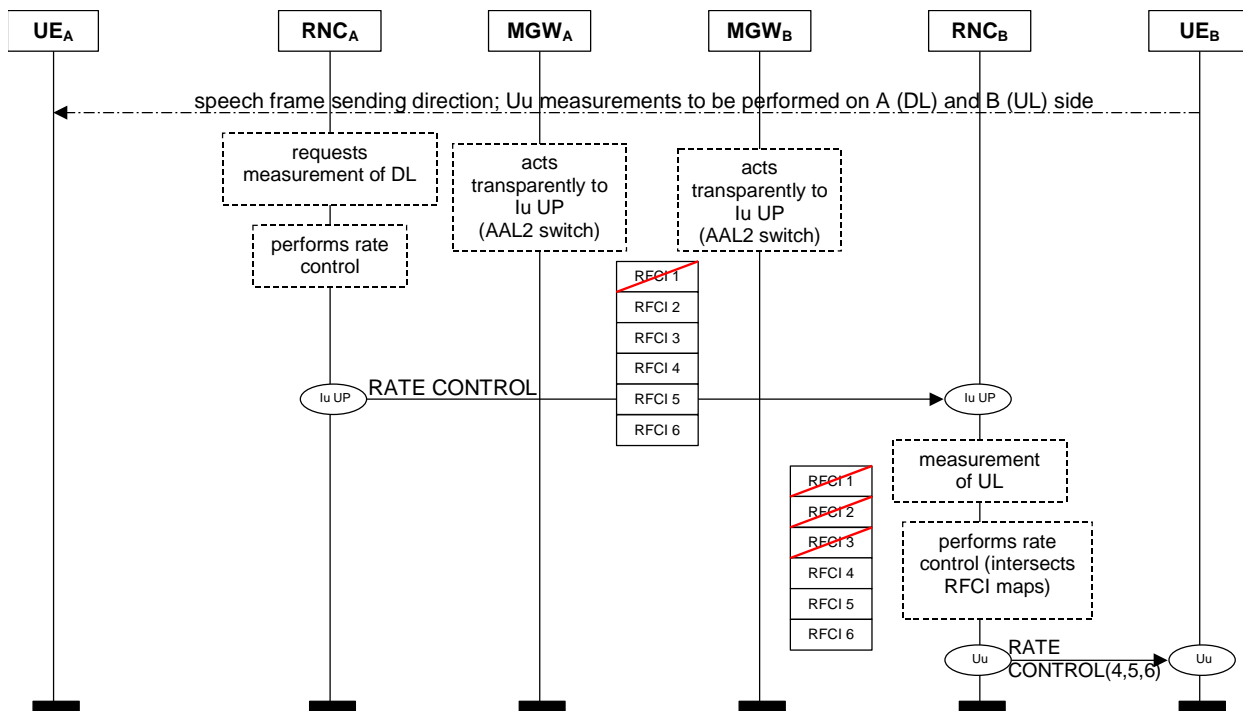 UEA
RNCA
MGWA
MGWB
RNCB
UEB
speech frame sending direction; Uu measurements to be performed on A (DL) and B (UL) side
requests
measurement of DL
acts
transparently to
Iu UP
(AAL2 switch)
acts
transparently to
Iu UP
(AAL2 switch)
performs rate
control
RFCI 1
RFCI 2
RFCI 3
RFCI 4
RFCI 5
RFCI 6
Iu UP
RATE CONTROL
Iu UP
measurement
of UL
RFCI 1
RFCI 2
RFCI 3
RFCI 4
RFCI 5
RFCI 6
performs rate
control (intersects
RFCI maps)
Uu
RATE
CONTROL(4,5,6)
Uu